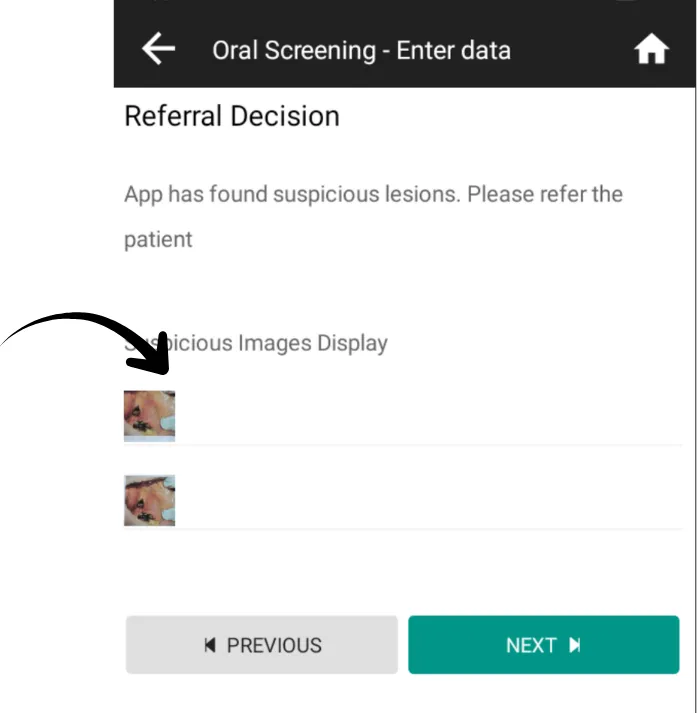 Oral Screening - Enter data
Referral Decision
App has found suspicious lesions. Please refer the
patient
Suspicious Images Display
PREVIOUS
NEXT